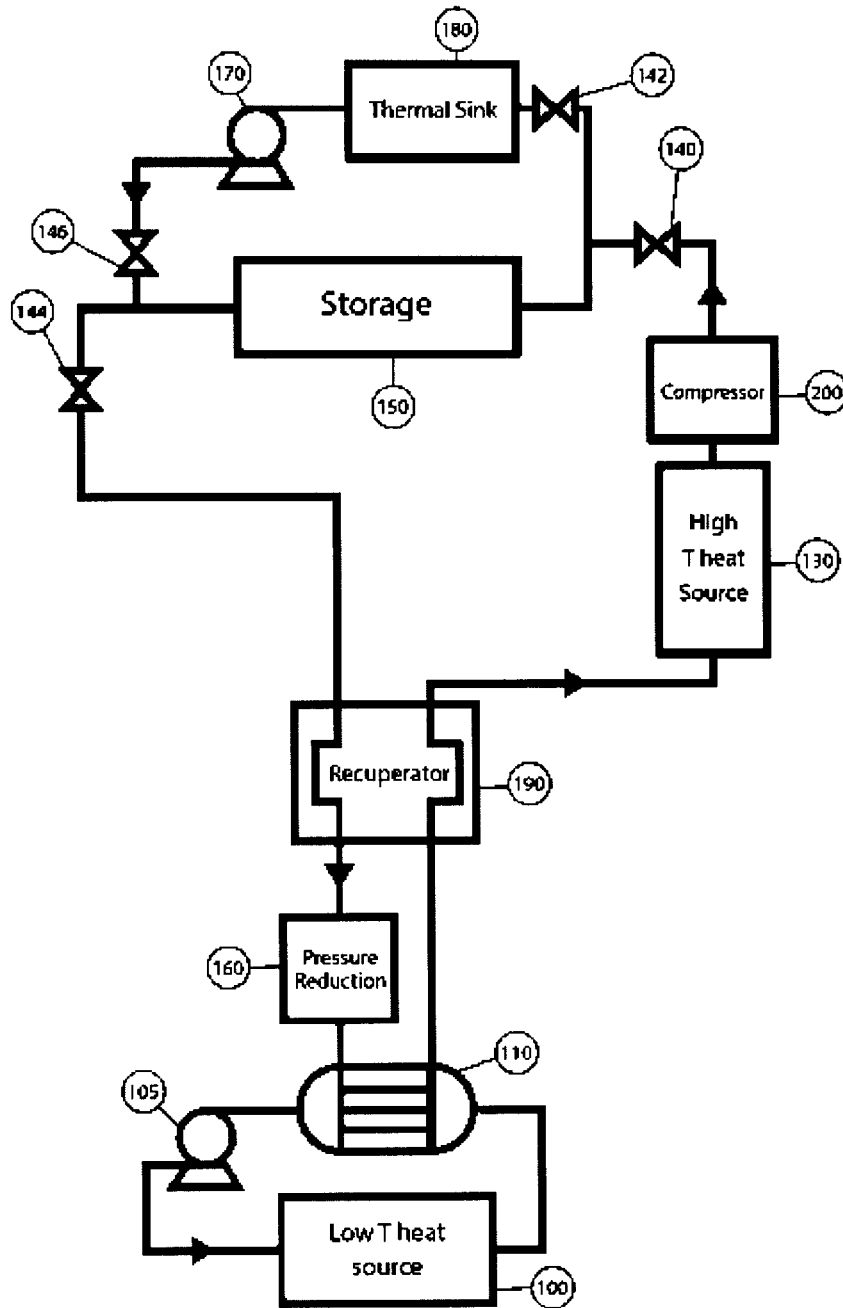 180
170
142
Thermal Sink
140
146
Storage
144
150
Compressor
200
High
T heat
Source
130
Recuperator
190
160
Pressure
Reduction
110
105
Low T heat
source
100